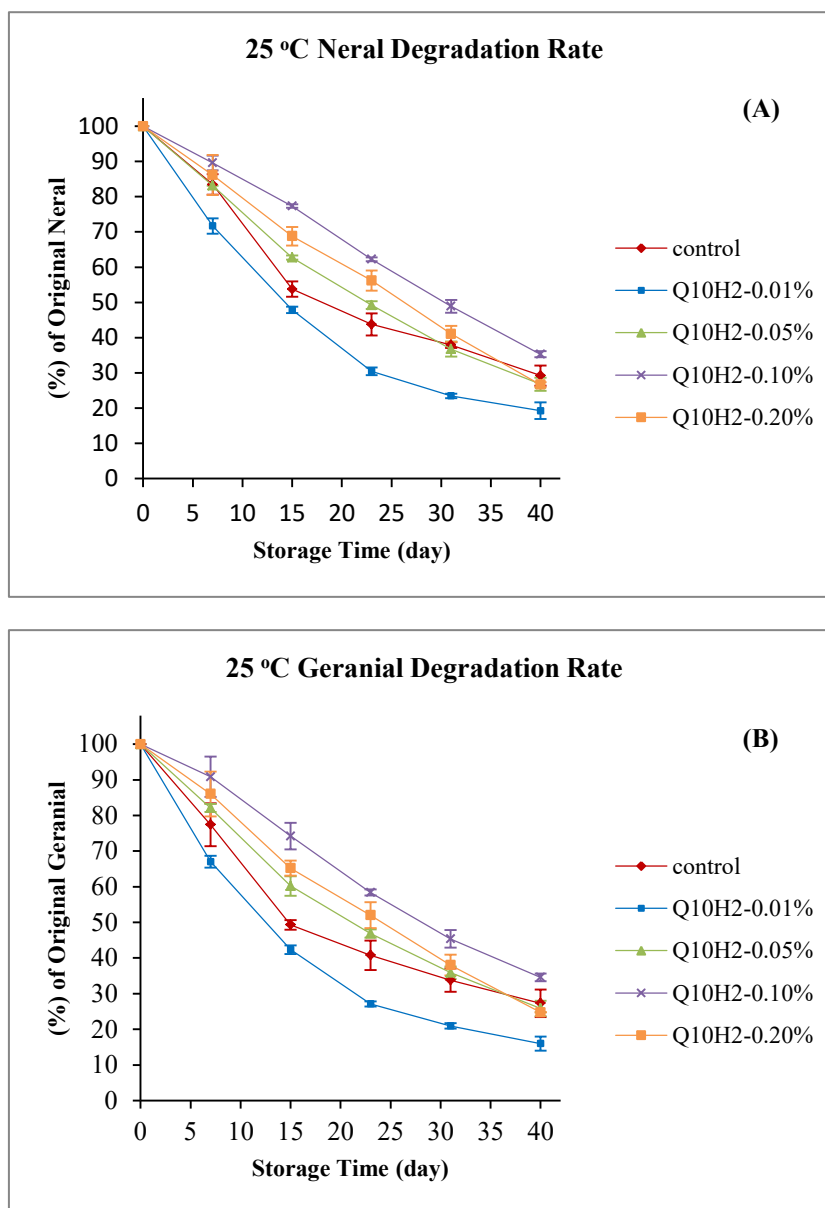 25 ºC Neral Degradation Rate
(A)
(%) of Original Neral
100
90
80
70
60
50
40
30
20
10
0
0 5 10 15 20 25 30 35 40
Storage Time (day)
control
Q10H2-0.01%
Q10H2-0.05%
Q10H2-0.10%
Q10H2-0.20%
25 ºC Geranial Degradation Rate
(B)
(%) of Original Geranial
100
90
80
70
60
50
40
30
20
10
0
0 5 10 15 20 25 30 35 40
Storage Time (day)
control
Q10H2-0.01%
Q10H2-0.05%
Q10H2-0.10%
Q10H2-0.20%